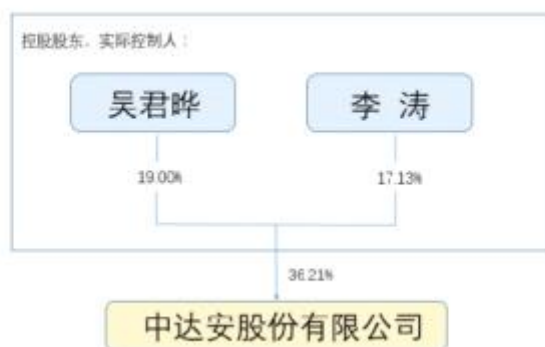 控股股东、实际控制人：
吴君晔
李 涛
19.00%
17.13%
36.21%
中达安股份有限公司